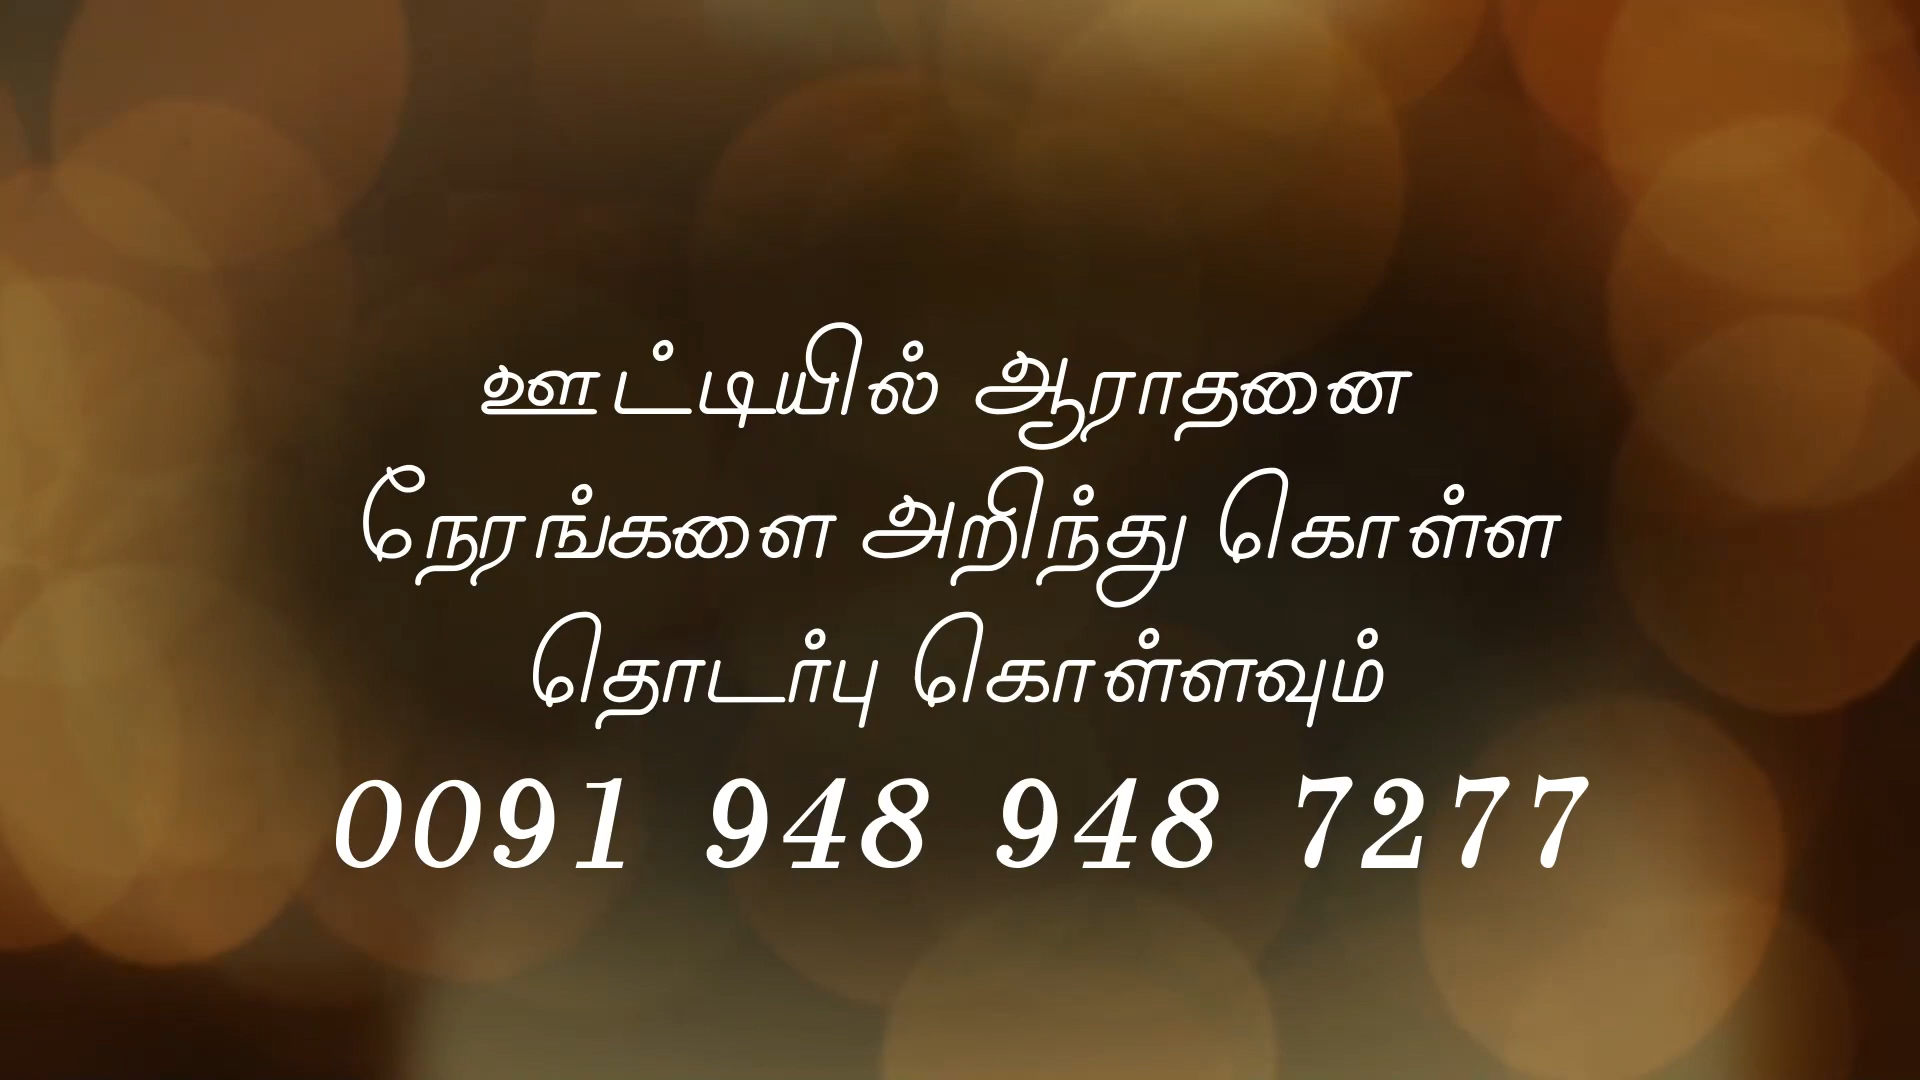 ஊட்டியில் ஆராதனை
நேரங்களை அறிந்து கொள்ள
தொடர்பு கொள்ளவும்
0091 948 948 7277